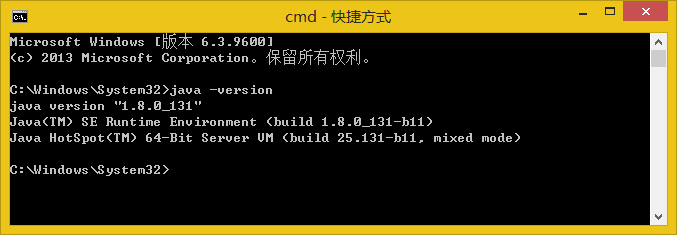 cmd - 快捷方式
Microsoft Windows [版本 6.3.9600]
(c) 2013 Microsoft Corporation。保留所有权利。
C:\Windows\System32>java -version
java version "1.8.0_131"
Java(TM) SE Runtime Environment (build 1.8.0_131-b11)
Java HotSpot(TM) 64-Bit Server VM (build 25.131-b11, mixed mode)
C:\Windows\System32>